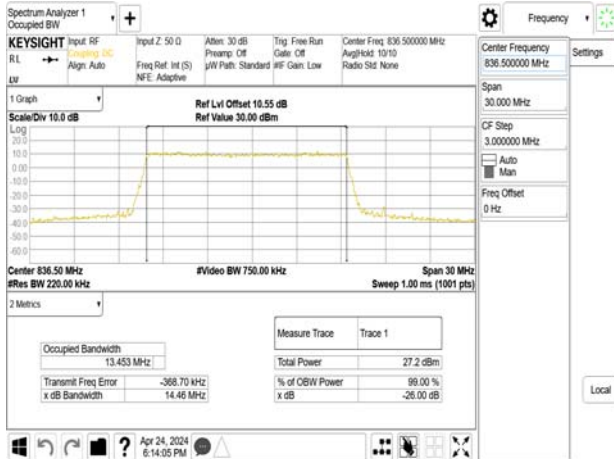 Spectrum Analyzer 1
Occupied BW
+
Frequency
KEYSIGHT
Input: RF
Coupling: DC
Align: Auto
RL
Input Z: 50 Ω
Freq Ref: Int (S)
NFE: Adaptive
Atten: 30 dB
Preamp: Off
µW Path: Standard
Trig: Free Run
Gate: Off
#IF Gain: Low
Center Freq: 836.500000 MHz
Avg|Hold: 10/10
Radio Std: None
Center Frequency
836.500000 MHz
Settings
Span
30.000 MHz
CF Step
3.000000 MHz
Auto
Man
Freq Offset
0 Hz
Local
1 Graph
Scale/Div 10.0 dB
Ref Lvl Offset 10.55 dB
Ref Value 30.00 dBm
Log
20.0
10.0
0.00
-10.0
-20.0
-30.0
-40.0
-50.0
-60.0
Center 836.50 MHz
#Res BW 220.00 kHz
#Video BW 750.00 kHz
Span 30 MHz
Sweep 1.00 ms (1001 pts)
2 Metrics
Measure Trace Trace 1
Occupied Bandwidth
13.453 MHz
Total Power 27.2 dBm
Transmit Freq Error -368.70 kHz
% of OBW Power 99.00 %
x dB Bandwidth 14.46 MHz
x dB -26.00 dB
?
Apr 24, 2024
6:14:05 PM